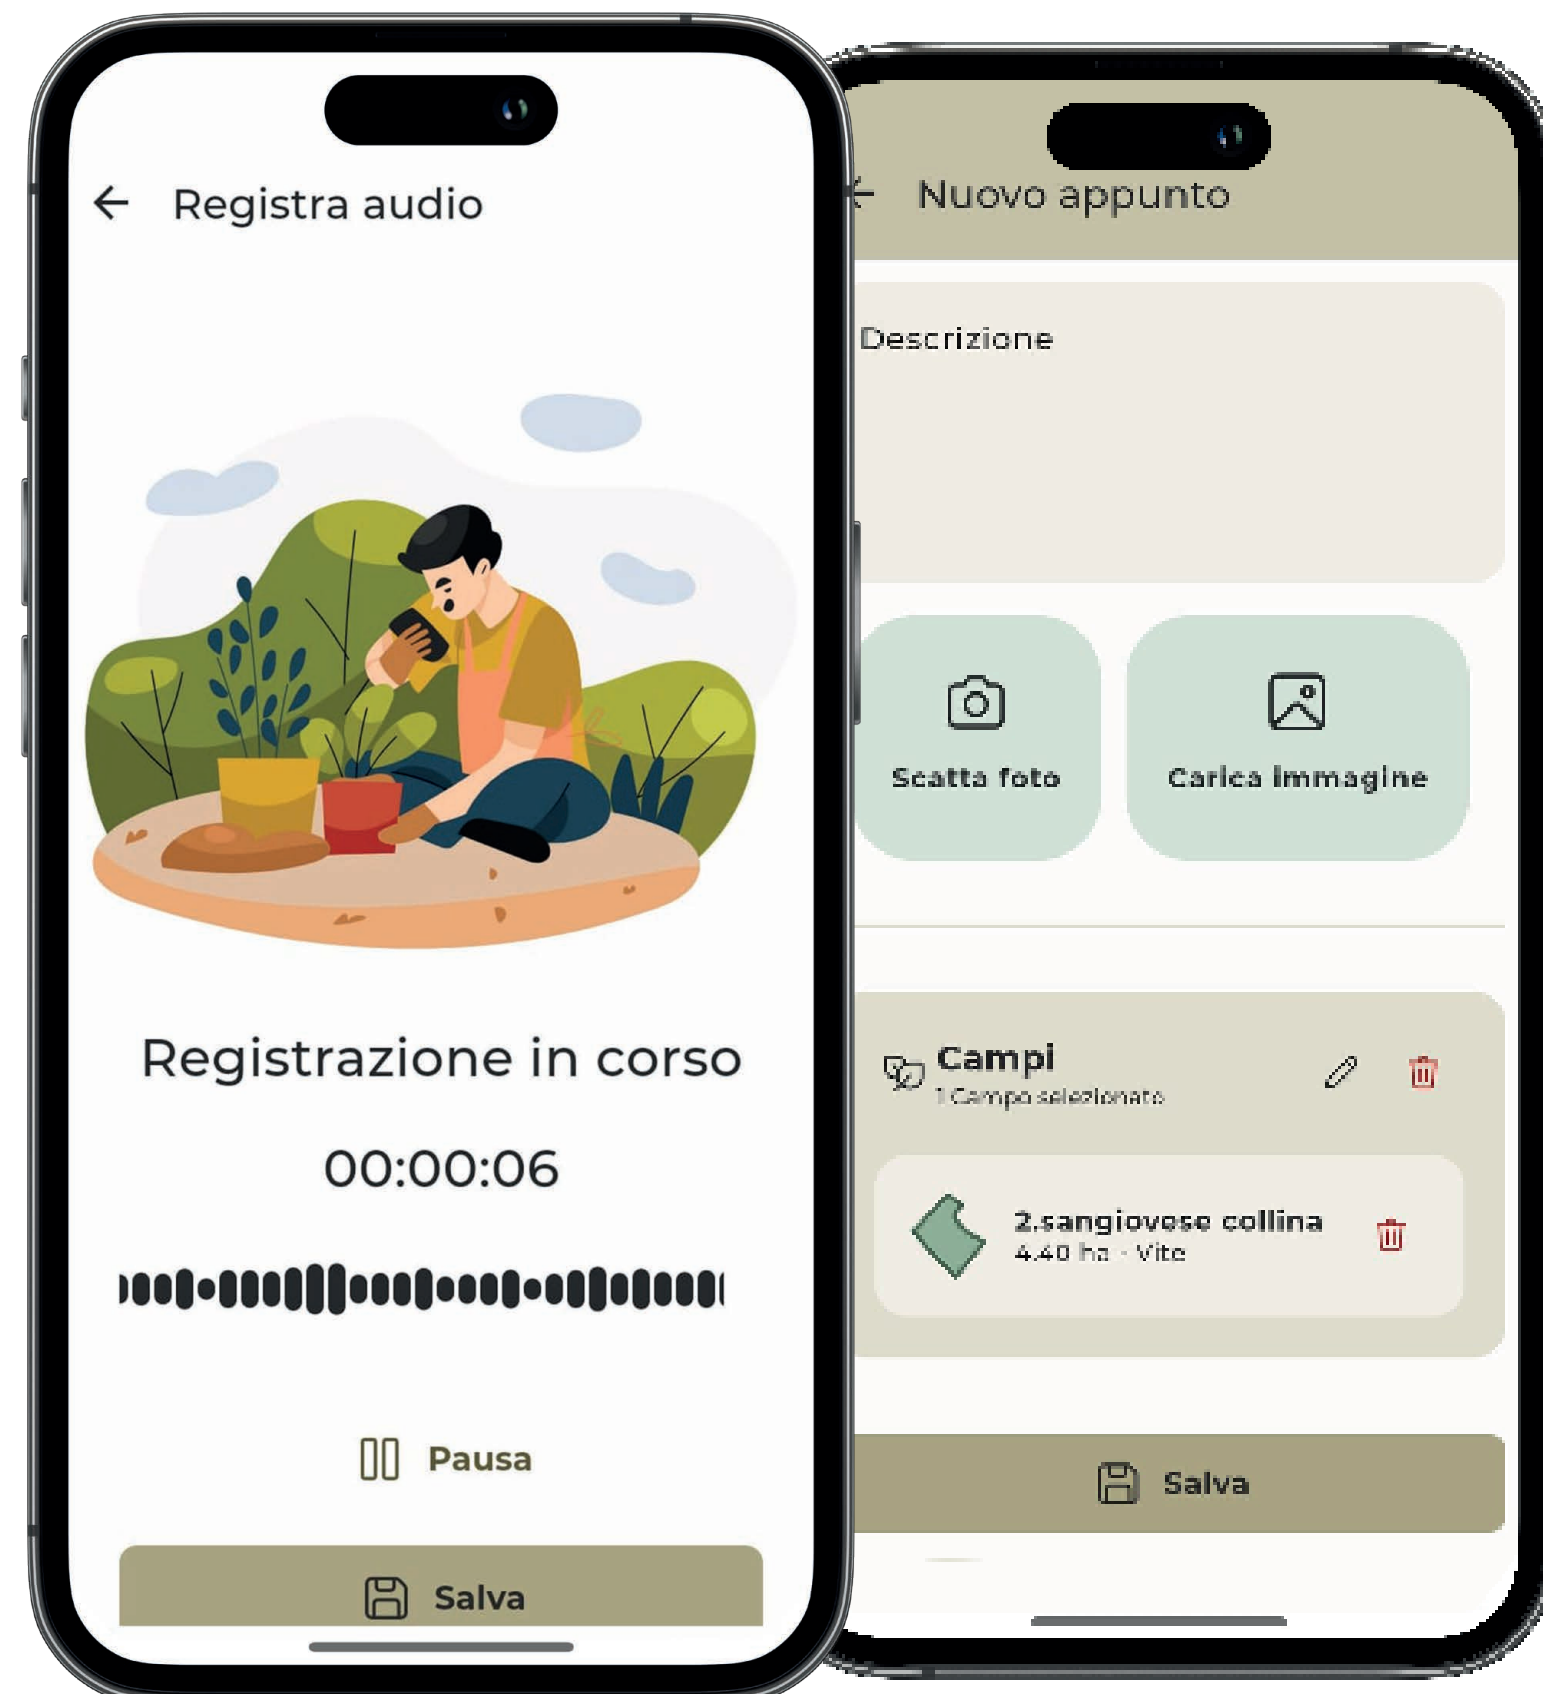 Registra audio
Registrazione in corso
00:00:06
Pausa
Salva
Nuovo appunto
Descrizione
Scatta foto
Carica immagine
Campi
1 Campo selezionato
2.sangiovese collina
4.40 ha - Vite
Salva